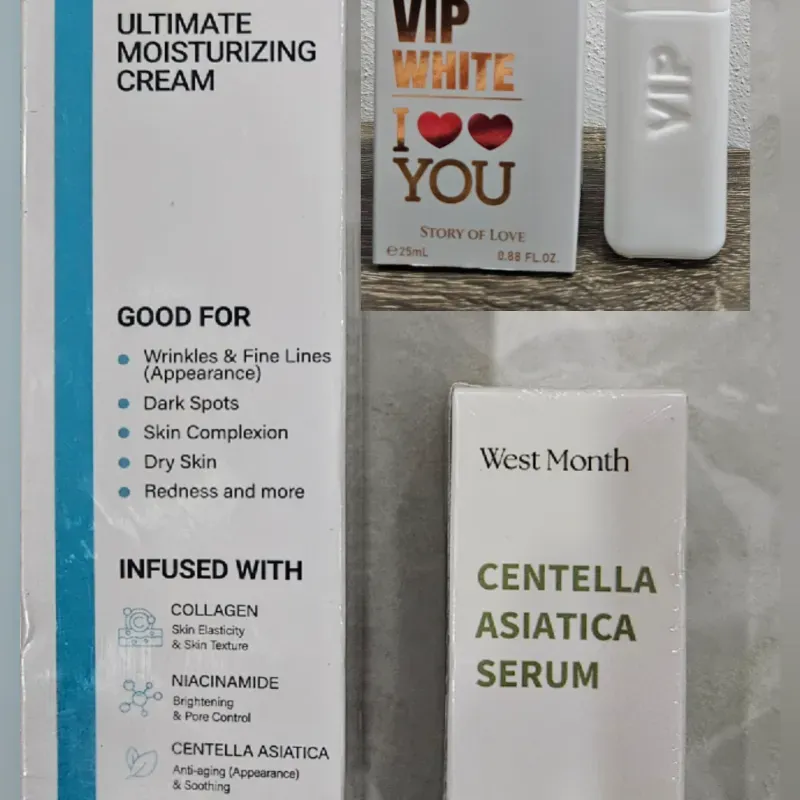 ULTIMATE
MOISTURIZING
CREAM
GOOD FOR
Wrinkles & Fine Lines
(Appearance)
Dark Spots
Skin Complexion
Dry Skin
Redness and more
INFUSED WITH
COLLAGEN
Skin Elasticity
& Skin Texture
NIACINAMIDE
Brightening
& Pore Control
CENTELLA ASIATICA
Anti-aging (Appearance)
& Soothing
VIP
WHITE
I ❤❤
YOU
STORY OF LOVE
℮25mL 0.88 FL.OZ.
VIP
West Month
CENTELLA
ASIATICA
SERUM